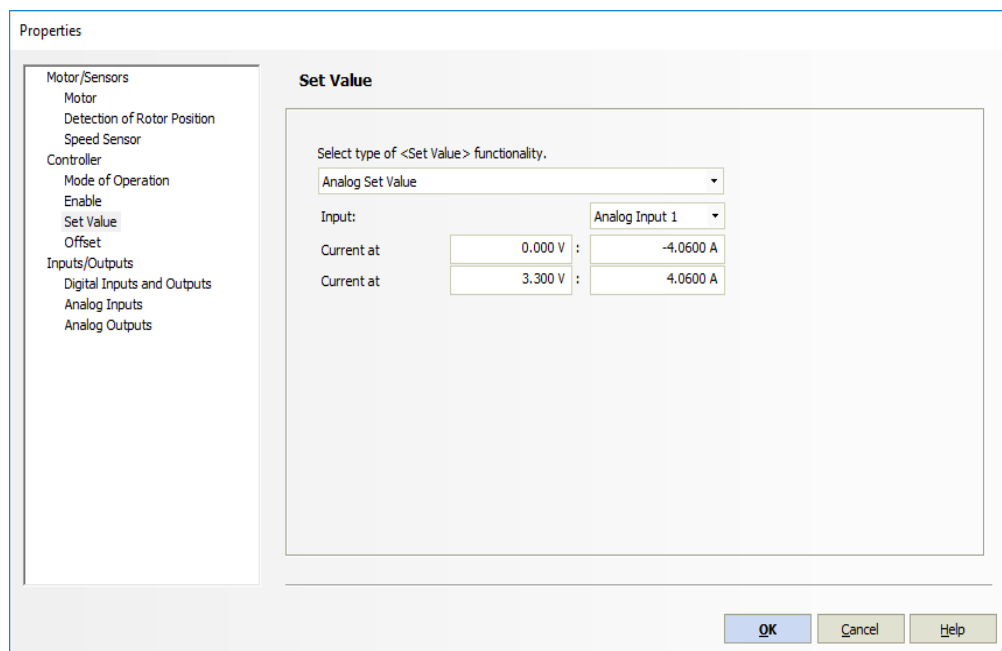 Properties
Motor/Sensors
Motor
Detection of Rotor Position
Speed Sensor
Controller
Mode of Operation
Enable
Set Value
Offset
Inputs/Outputs
Digital Inputs and Outputs
Analog Inputs
Analog Outputs
Set Value
Select type of <Set Value> functionality.
Analog Set Value
Input: Analog Input 1
Current at 0.000 V : -4.0600 A
Current at 3.300 V : 4.0600 A
OK Cancel Help